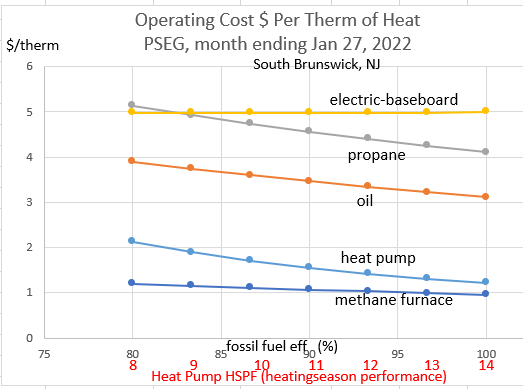 Operating Cost $ Per Therm of Heat
PSEG, month ending Jan 27, 2022
$/therm
South Brunswick, NJ
6
5
4
3
2
1
0
electric-baseboard
propane
oil
heat pump
methane furnace
fossil fuel eff. (%)
75 80 85 90 95 100
8 9 10 11 12 13 14
Heat Pump HSPF (heatingseason performance)